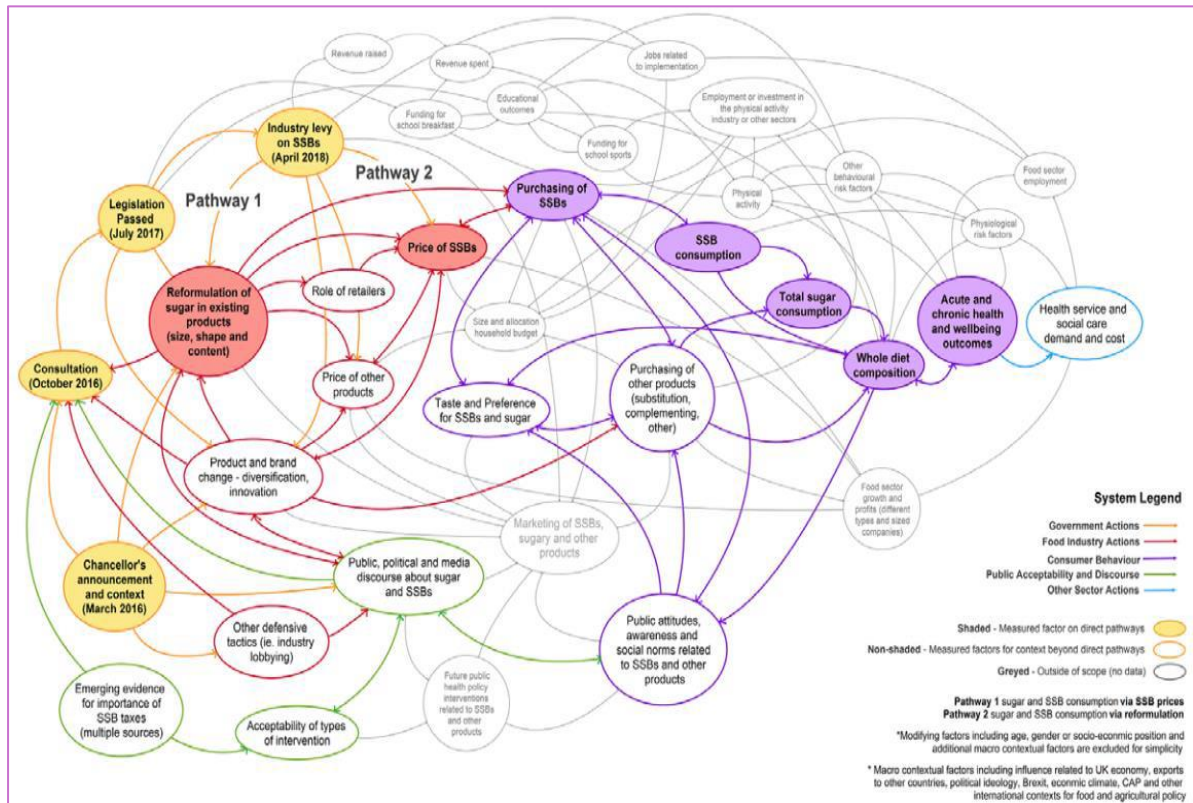 Revenue raised
Revenue spent
Jobs related
to implementation
Educational
outcomes
Employment or investment in
the physical activity
industry or other sectors
Funding for
school breakfast
Industry levy
on SSBs
(April 2018)
Funding for
school sports
Pathway 2
Other
behavioural
risk factors
Food sector
employment
Legislation
Passed
(July 2017)
Pathway 1
Purchasing of
SSBs
Physical
activity
Physiological
risk factors
Price of SSBs
SSB
consumption
Reformulation of
sugar in existing
products
(size, shape and
content)
Role of retailers
Total sugar
consumption
Acute and
chronic health
and wellbeing
outcomes
Health service and
social care
demand and cost
Size and allocation
household budget
Consultation
(October 2016)
Price of other
products
Purchasing of
other products
(substitution,
complementing,
other)
Whole diet
composition
Taste and Preference
for SSBs and sugar
Product and brand
change - diversification,
innovation
Food sector
growth and
profits (different
types and sized
companies)
Marketing of SSBs,
sugary and other
products
Chancellor's
announcement
and context
(March 2016)
Public, political and media
discourse about sugar
and SSBs
Other defensive
tactics (ie. industry
lobbying)
Public attitudes,
awareness and
social norms related
to SSBs and other
products
Emerging evidence
for importance of
SSB taxes
(multiple sources)
Acceptability of types
of intervention
Future public
health policy
interventions
related to SSBs
and other
products
System Legend
Government Actions
Food Industry Actions
Consumer Behaviour
Public Acceptability and Discourse
Other Sector Actions
Shaded - Measured factor on direct pathways
Non-shaded - Measured factors for context beyond direct pathways
Greyed - Outside of scope (no data)
Pathway 1 sugar and SSB consumption via SSB prices
Pathway 2 sugar and SSB consumption via reformulation
*Modifying factors including age, gender or socio-econmic position and
additional macro contextual factors are excluded for simplicity
* Macro contextual factors including influence related to UK economy, exports
to other countries, political ideology, Brexit, econmic climate, CAP and other
international contexts for food and agricultural policy